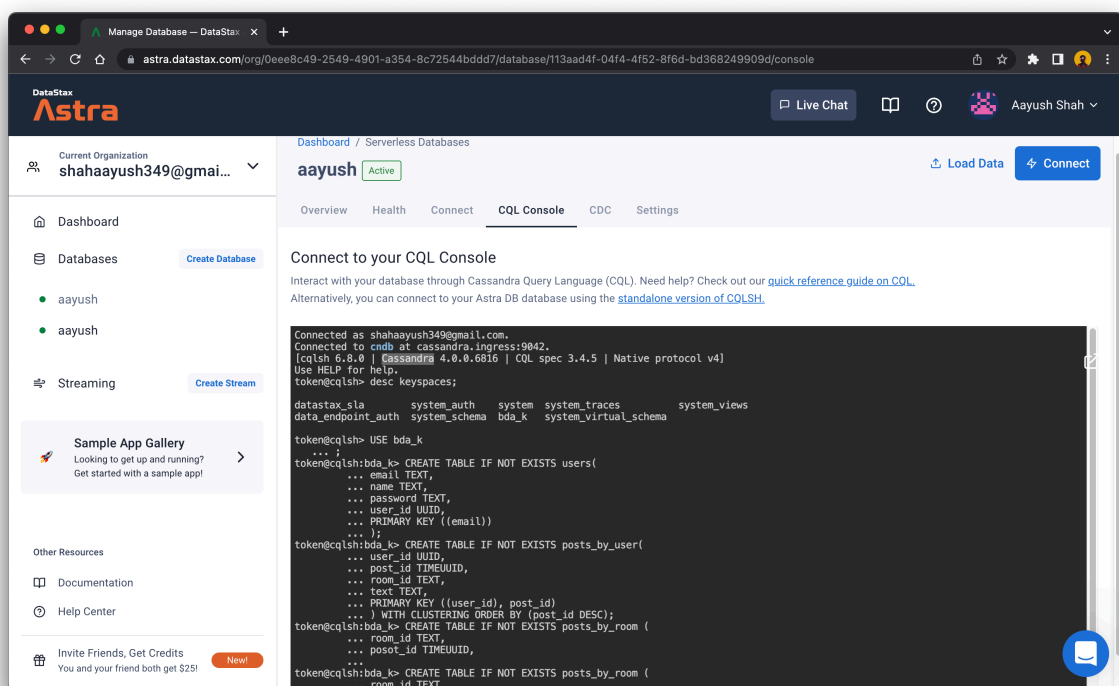 Manage Database — DataStax
astra.datastax.com/org/0eee8c49-2549-4901-a354-8c72544bddd7/database/113aad4f-04f4-4f52-8f6d-bd368249909d/console
DataStax
Astra
Live Chat
Aayush Shah
Current Organization
shahaayush349@gmai...
Dashboard
Databases
Create Database
aayush
aayush
Streaming
Create Stream
Sample App Gallery
Looking to get up and running?
Get started with a sample app!
Other Resources
Documentation
Help Center
Invite Friends, Get Credits
You and your friend both get $25!
New!
Dashboard / Serverless Databases
aayush Active
Load Data
Connect
Overview Health Connect CQL Console CDC Settings
Connect to your CQL Console
Interact with your database through Cassandra Query Language (CQL). Need help? Check out our quick reference guide on CQL.
Alternatively, you can connect to your Astra DB database using the standalone version of CQLSH.
Connected as shahaayush349@gmail.com.
Connected to cndb at cassandra.ingress:9042.
[cqlsh 6.8.0 | Cassandra 4.0.0.6816 | CQL spec 3.4.5 | Native protocol v4]
Use HELP for help.
token@cqlsh> desc keyspaces;
datastax_sla system_auth system system_traces system_views
data_endpoint_auth system_schema bda_k system_virtual_schema
token@cqlsh> USE bda_k
... ;
token@cqlsh:bda_k> CREATE TABLE IF NOT EXISTS users(
... email TEXT,
... name TEXT,
... password TEXT,
... user_id UUID,
... PRIMARY KEY ((email))
... );
token@cqlsh:bda_k> CREATE TABLE IF NOT EXISTS posts_by_user(
... user_id UUID,
... post_id TIMEUUID,
... room_id TEXT,
... text TEXT,
... PRIMARY KEY ((user_id), post_id)
... ) WITH CLUSTERING ORDER BY (post_id DESC);
token@cqlsh:bda_k> CREATE TABLE IF NOT EXISTS posts_by_room (
... room_id TEXT,
... posot_id TIMEUUID,
...
token@cqlsh:bda_k> CREATE TABLE IF NOT EXISTS posts_by_room (
... room_id TEXT,